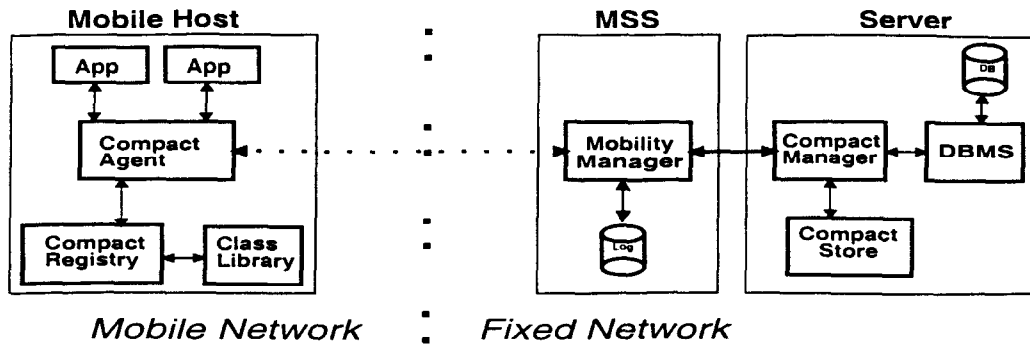 Mobile Host
MSS
Server
App
App
DB
Compact
Agent
Mobility
Manager
Compact
Manager
DBMS
Compact
Registry
Class
Library
Log
Compact
Store
Mobile Network
Fixed Network